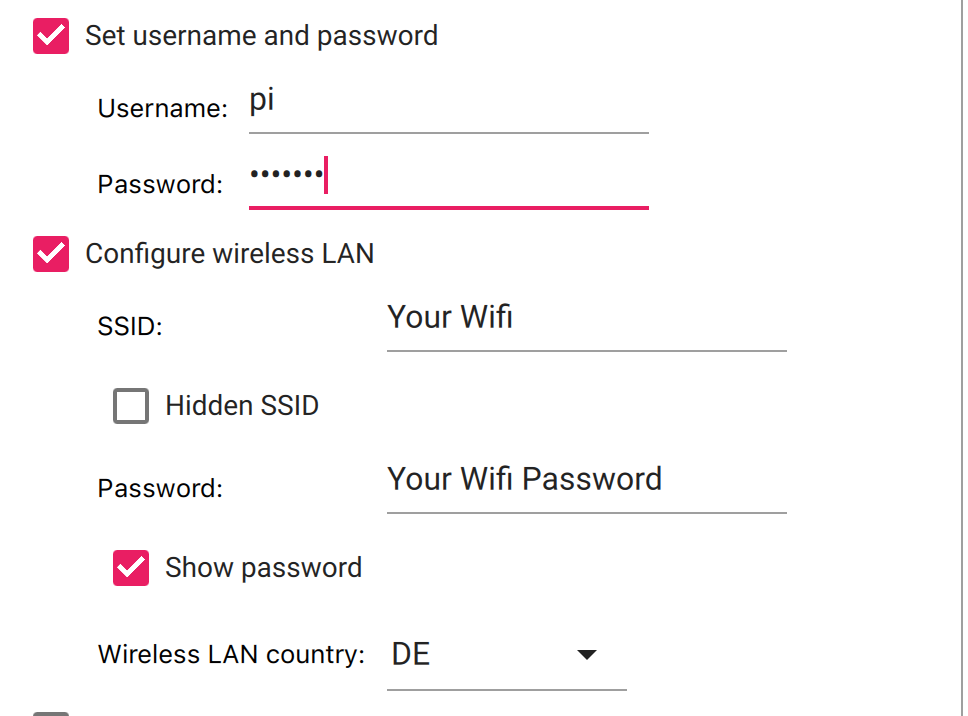 Set username and password
Username: pi
Password: •••••••
Configure wireless LAN
SSID: Your Wifi
Hidden SSID
Password: Your Wifi Password
Show password
Wireless LAN country: DE